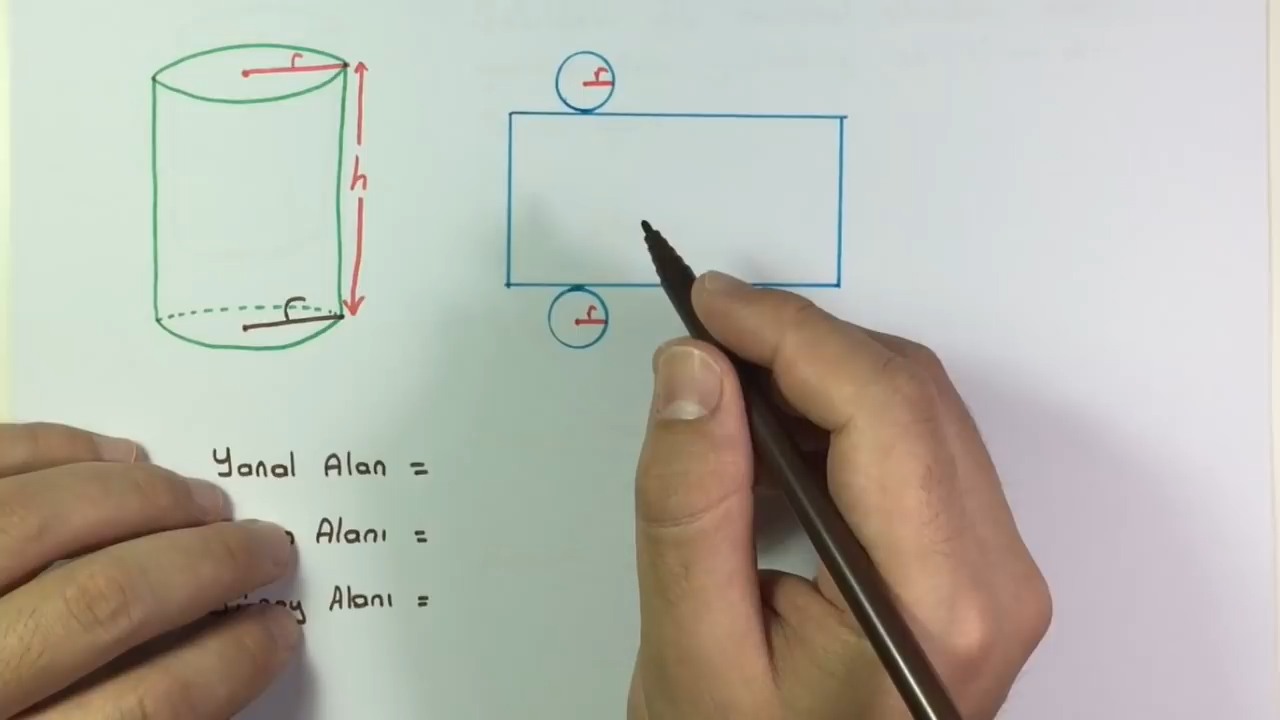 r
h
r
r
r
Yanal Alan =
Alanı =
Alanı =